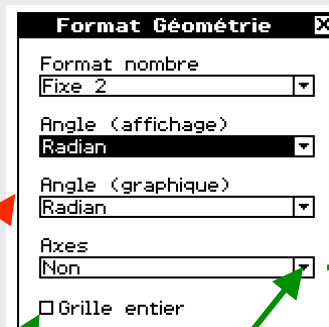 Format Géométrie
Format nombre
Fixe 2
Angle (affichage)
Radian
Angle (graphique)
Radian
Axes
Non
Grille entier